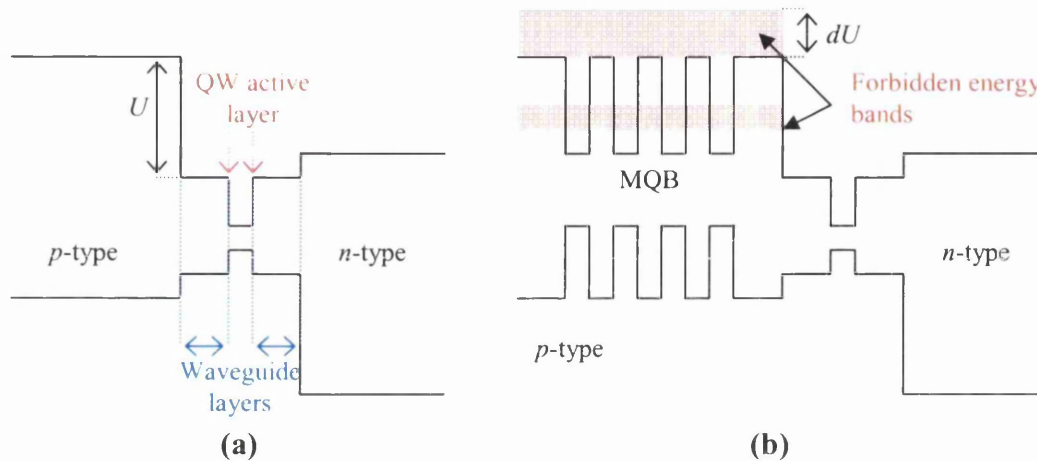 U
QW active
layer
p-type
n-type
Waveguide
layers
(a)
dU
Forbidden energy
bands
MQB
n-type
p-type
(b)